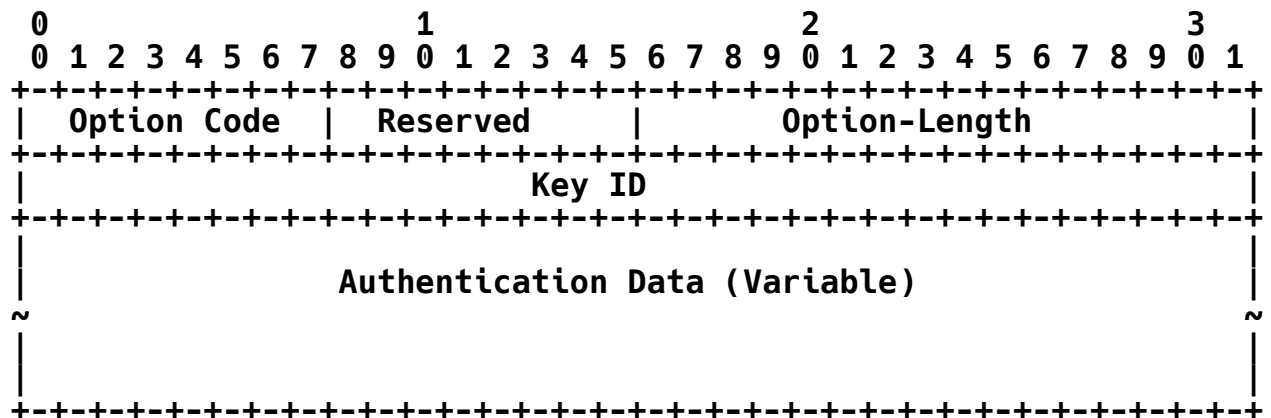 0                   1                   2                   3
 0 1 2 3 4 5 6 7 8 9 0 1 2 3 4 5 6 7 8 9 0 1 2 3 4 5 6 7 8 9 0 1
+-+-+-+-+-+-+-+-+-+-+-+-+-+-+-+-+-+-+-+-+-+-+-+-+-+-+-+-+-+-+-+-+
|  Option Code  |  Reserved     |       Option-Length           |
+-+-+-+-+-+-+-+-+-+-+-+-+-+-+-+-+-+-+-+-+-+-+-+-+-+-+-+-+-+-+-+-+
|                          Key ID                               |
+-+-+-+-+-+-+-+-+-+-+-+-+-+-+-+-+-+-+-+-+-+-+-+-+-+-+-+-+-+-+-+-+
|                                                               |
|                Authentication Data (Variable)                 |
~                                                               ~
|                                                               |
|                                                               |
+-+-+-+-+-+-+-+-+-+-+-+-+-+-+-+-+-+-+-+-+-+-+-+-+-+-+-+-+-+-+-+-+